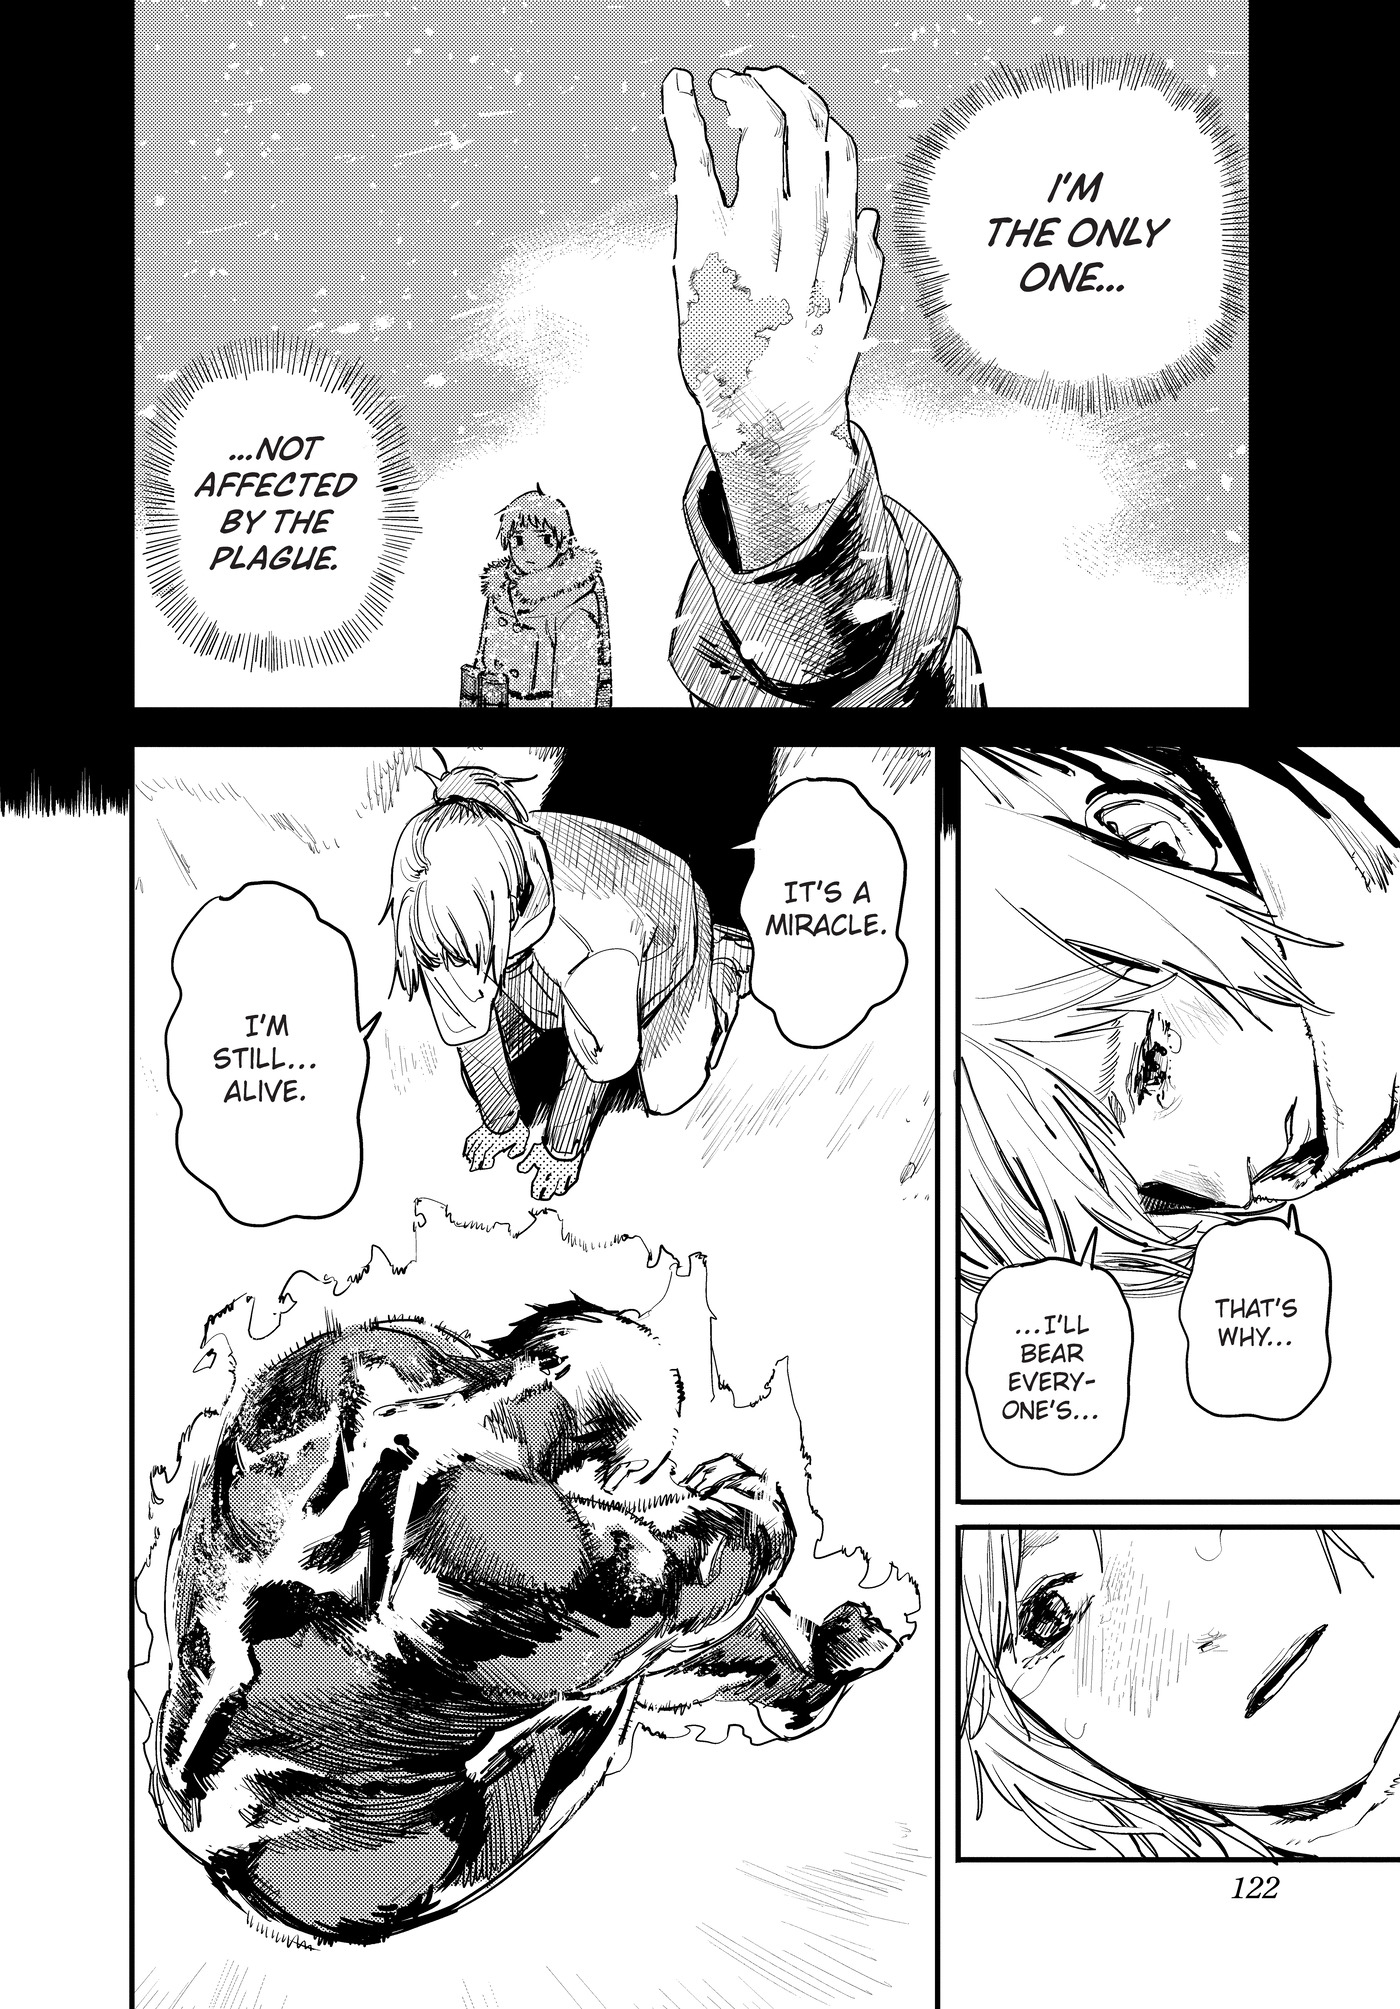 I'M
THE ONLY
ONE...
...NOT
AFFECTED
BY THE
PLAGUE.
THAT'S
WHY...
...I'LL
BEAR
EVERY-
ONE'S...
IT'S A
MIRACLE.
I'M
STILL...
ALIVE.
122